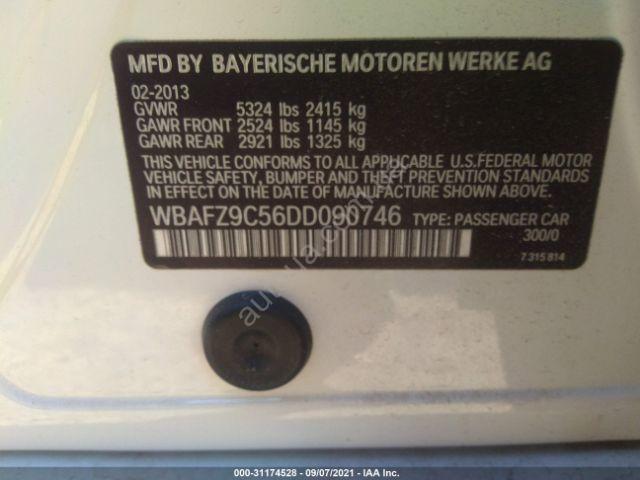 MFD BY BAYERISCHE MOTOREN WERKE AG
02-2013
GVWR 5324 lbs 2415 kg
GAWR FRONT 2524 lbs 1145 kg
GAWR REAR 2921 lbs 1325 kg
THIS VEHICLE CONFORMS TO ALL APPLICABLE U.S.FEDERAL MOTOR
VEHICLE SAFETY, BUMPER AND THEFT PREVENTION STANDARDS
IN EFFECT ON THE DATE OF MANUFACTURE SHOWN ABOVE.
WBAFZ9C56DD090746 TYPE: PASSENGER CAR
300/0
7 315 814
000-31174528 - 09/07/2021 - IAA Inc.